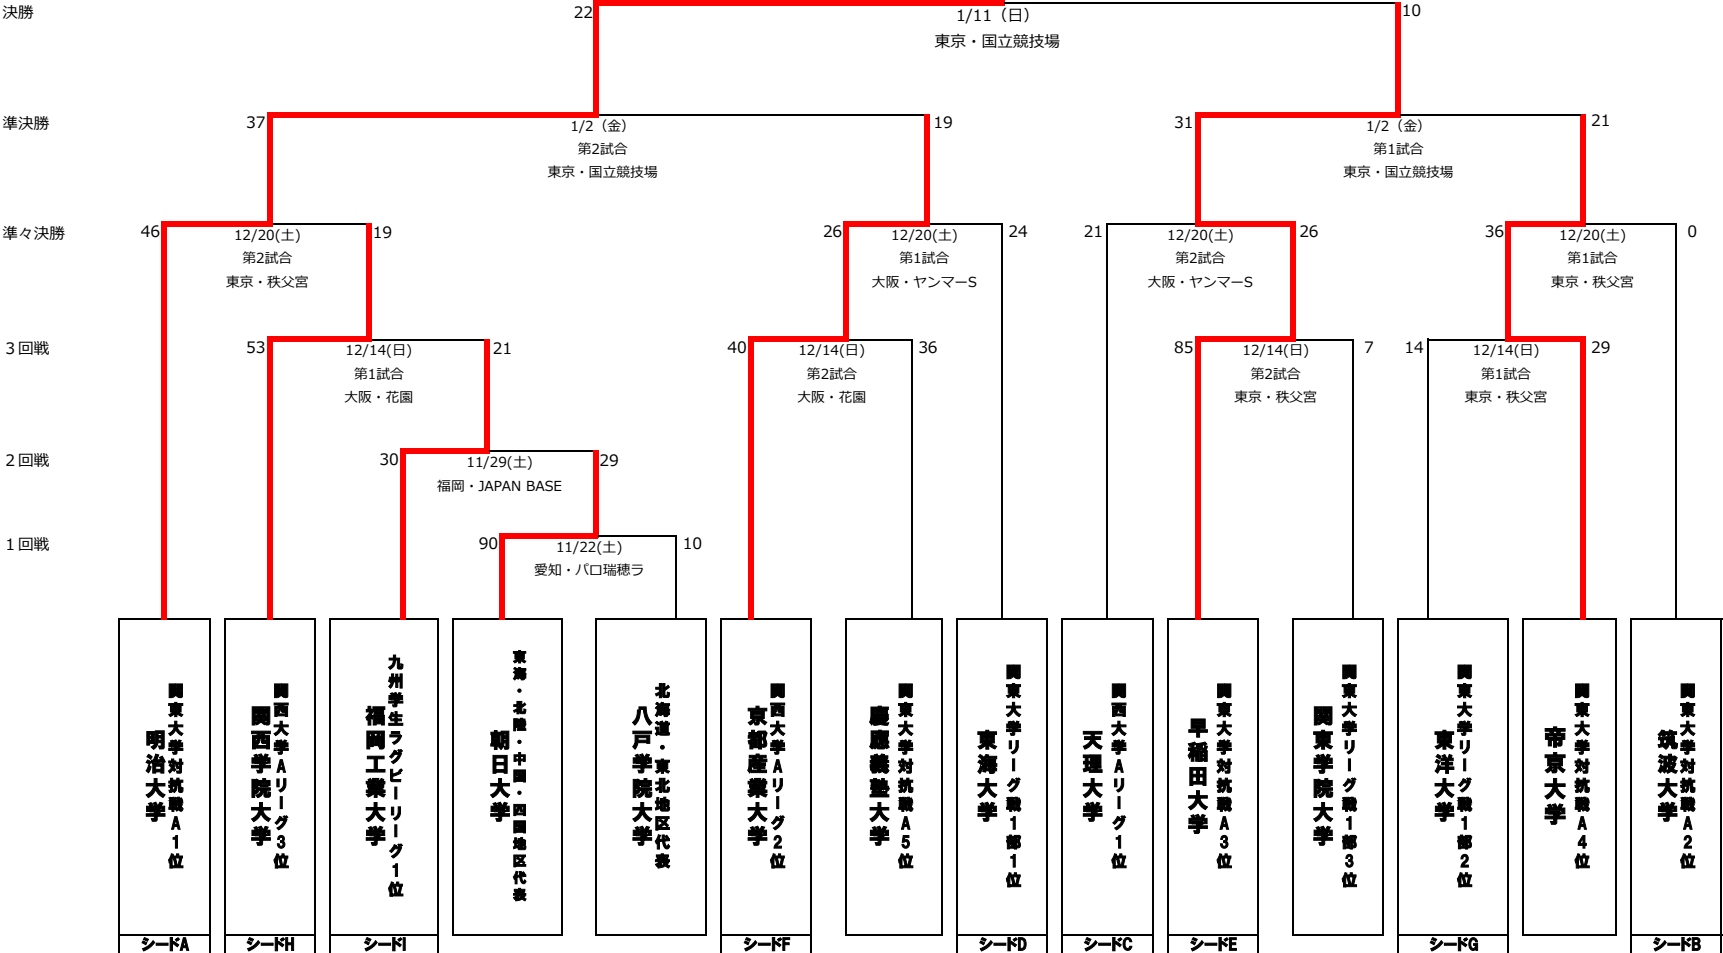 決勝
22
1/11（日）
10
東京・国立競技場
準決勝
37
1/2（金）
19
31
1/2（金）
21
第2試合
第1試合
東京・国立競技場
東京・国立競技場
準々決勝
46
12/20(土)
19
26
12/20(土)
24
21
12/20(土)
26
36
12/20(土)
0
第2試合
第1試合
第2試合
第1試合
東京・秩父宮
大阪・ヤンマーS
大阪・ヤンマーS
東京・秩父宮
３回戦
53
12/14(日)
21
40
12/14(日)
36
85
12/14(日)
7
14
12/14(日)
29
第1試合
第2試合
第2試合
第1試合
大阪・花園
大阪・花園
東京・秩父宮
東京・秩父宮
２回戦
30
11/29(土)
29
福岡・JAPAN BASE
１回戦
90
11/22(土)
10
愛知・パロ瑞穂ラ
関東大学対抗戦A1位
明治大学
関西大学Aリーグ3位
関西学院大学
九州学生ラグビーリーグ1位
福岡工業大学
東海・北陸・中国・四国地区代表
朝日大学
北海道・東北地区代表
八戸学院大学
関西大学Aリーグ2位
京都産業大学
関東大学対抗戦A5位
慶應義塾大学
関東大学リーグ戦1部1位
東海大学
関西大学Aリーグ1位
天理大学
関東大学対抗戦A3位
早稲田大学
関東大学リーグ戦1部3位
関東学院大学
関東大学リーグ戦1部2位
東洋大学
関東大学対抗戦A4位
帝京大学
関東大学対抗戦A2位
筑波大学
シードA
シードH
シードI
シードF
シードD
シードC
シードE
シードG
シードB